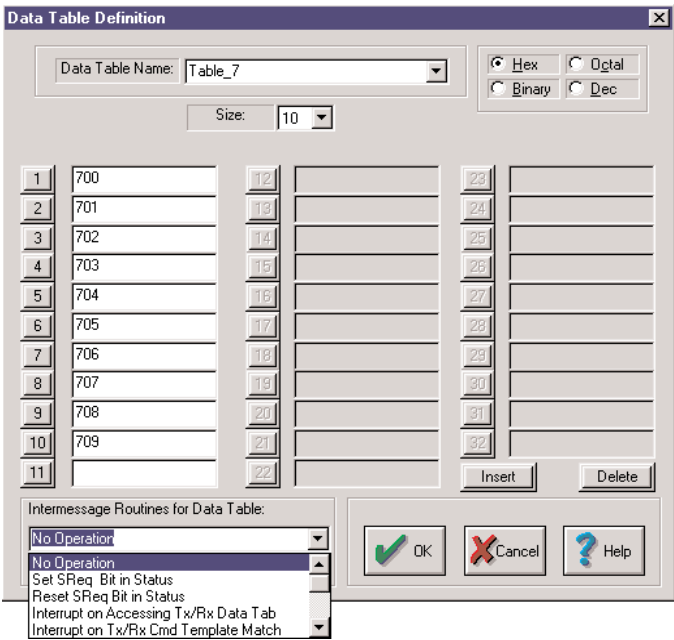 Data Table Definition
Data Table Name: Table_7
Hex Octal
Binary Dec
Size: 10
1 700 12 23
2 701 13 24
3 702 14 25
4 703 15 26
5 704 16 27
6 705 17 28
7 706 18 29
8 707 19 30
9 708 20 31
10 709 21 32
11 22 Insert Delete
Intermessage Routines for Data Table:
No Operation
OK Cancel Help
No Operation
Set SReq Bit in Status
Reset SReq Bit in Status
Interrupt on Accessing Tx/Rx Data Tab
Interrupt on Tx/Rx Cmd Template Match